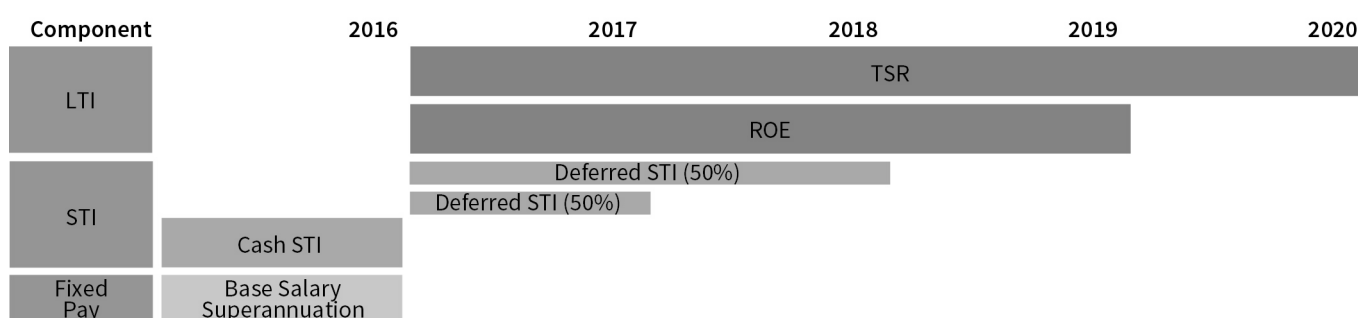 Component 2016 2017 2018 2019 2020
LTI
TSR
ROE
STI
Deferred STI (50%)
Deferred STI (50%)
Cash STI
Fixed
Pay
Base Salary
Superannuation